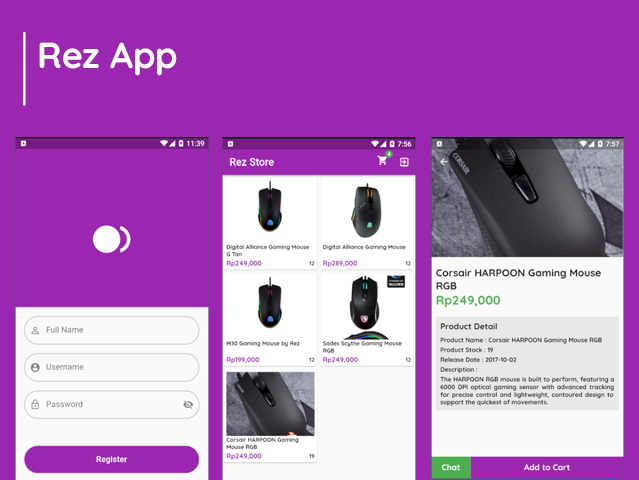 Rez App
11:39
Full Name
Username
Password
Register
7:56
Rez Store
4
Digital Alliance Gaming Mouse
G Tan
Rp249,000
12
Digital Alliance Gaming Mouse
Rp289,000
12
M30 Gaming Mouse by Rez
Rp199,000
12
Sades Scythe Gaming Mouse
RGB
Rp249,000
12
Corsair HARPOON Gaming
Mouse RGB
Rp249,000
19
7:57
CORSAIR
Corsair HARPOON Gaming Mouse
RGB
Rp249,000
Product Detail
Product Name : Corsair HARPOON Gaming Mouse RGB
Product Stock : 19
Release Date : 2017-10-02
Description :
The HARPOON RGB mouse is built to perform, featuring a
6000 DPI optical gaming sensor with advanced tracking
for precise control and lightweight, contoured design to
support the quickest of movements.
Chat
Add to Cart